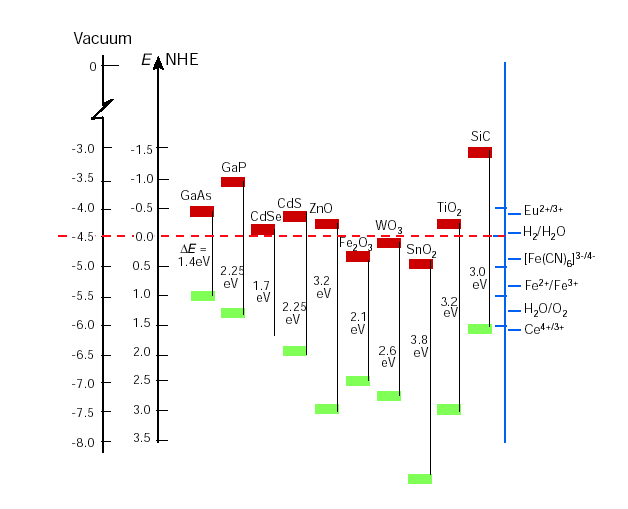 Vacuum
E NHE
0
-3.0
-3.5
-4.0
-4.5
-5.0
-5.5
-6.0
-6.5
-7.0
-7.5
-8.0
-1.5
-1.0
-0.5
0.0
0.5
1.0
1.5
2.0
2.5
3.0
3.5
GaAs
ΔE =
1.4eV
GaP
2.25
eV
CdSe
1.7
eV
CdS
2.25
eV
ZnO
3.2
eV
Fe₂O₃
2.1
eV
WO₃
2.6
eV
SnO₂
3.8
eV
TiO₂
3.2
eV
SiC
3.0
eV
Eu²⁺/³⁺
H₂/H₂O
[Fe(CN)₆]³⁻/⁴⁻
Fe²⁺/Fe³⁺
H₂O/O₂
Ce⁴⁺/³⁺